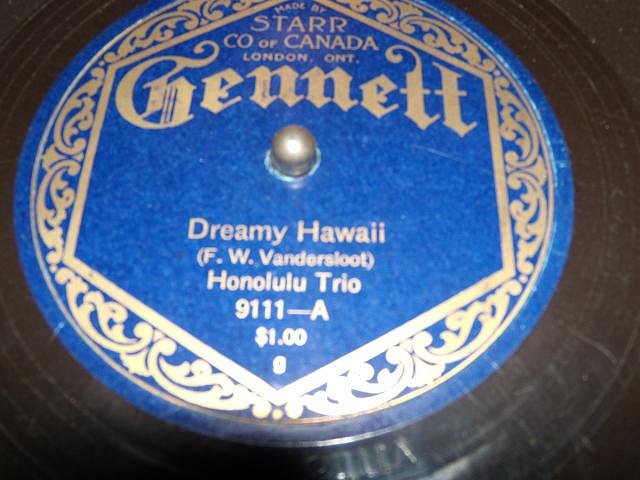 MADE BY
STARR
CO OF CANADA
LONDON, ONT.
Gennett
Dreamy Hawaii
(F. W. Vandersloot)
Honolulu Trio
9111—A
$1.00
g